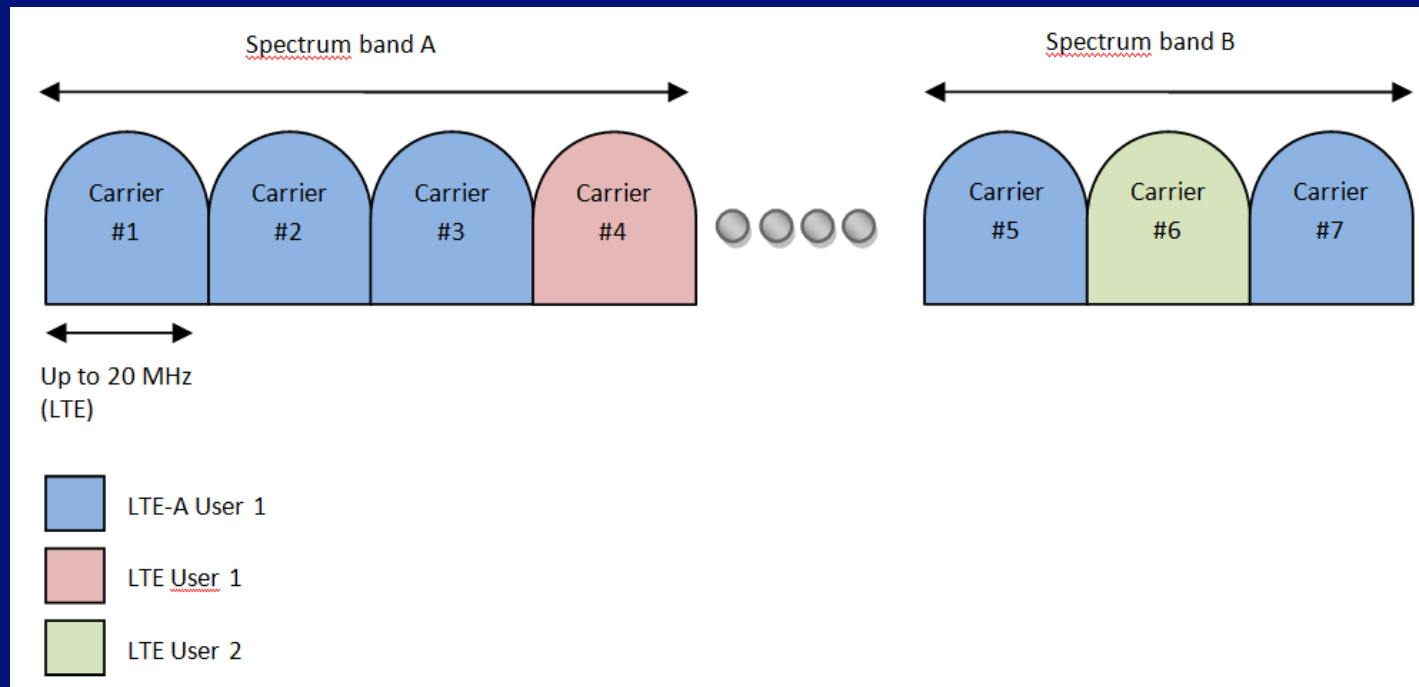 Spectrum band A
Spectrum band B
Carrier
#1
Carrier
#2
Carrier
#3
Carrier
#4
Carrier
#5
Carrier
#6
Carrier
#7
Up to 20 MHz
(LTE)
LTE-A User 1
LTE User 1
LTE User 2